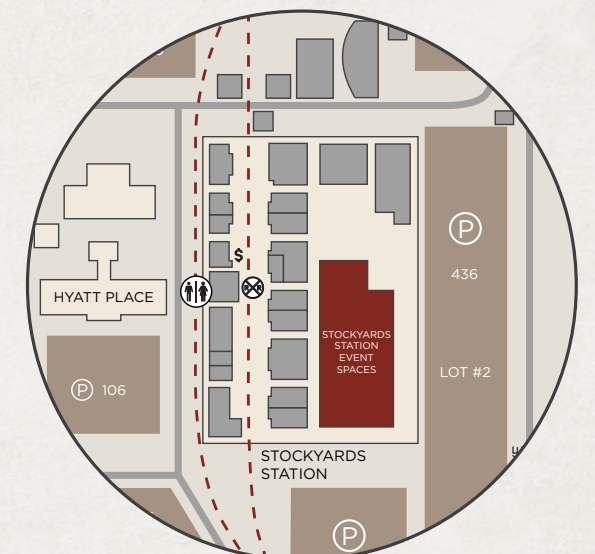 $
P
436
HYATT PLACE
R R
STOCKYARDS
STATION
EVENT
SPACES
LOT #2
P 106
STOCKYARDS
STATION
P